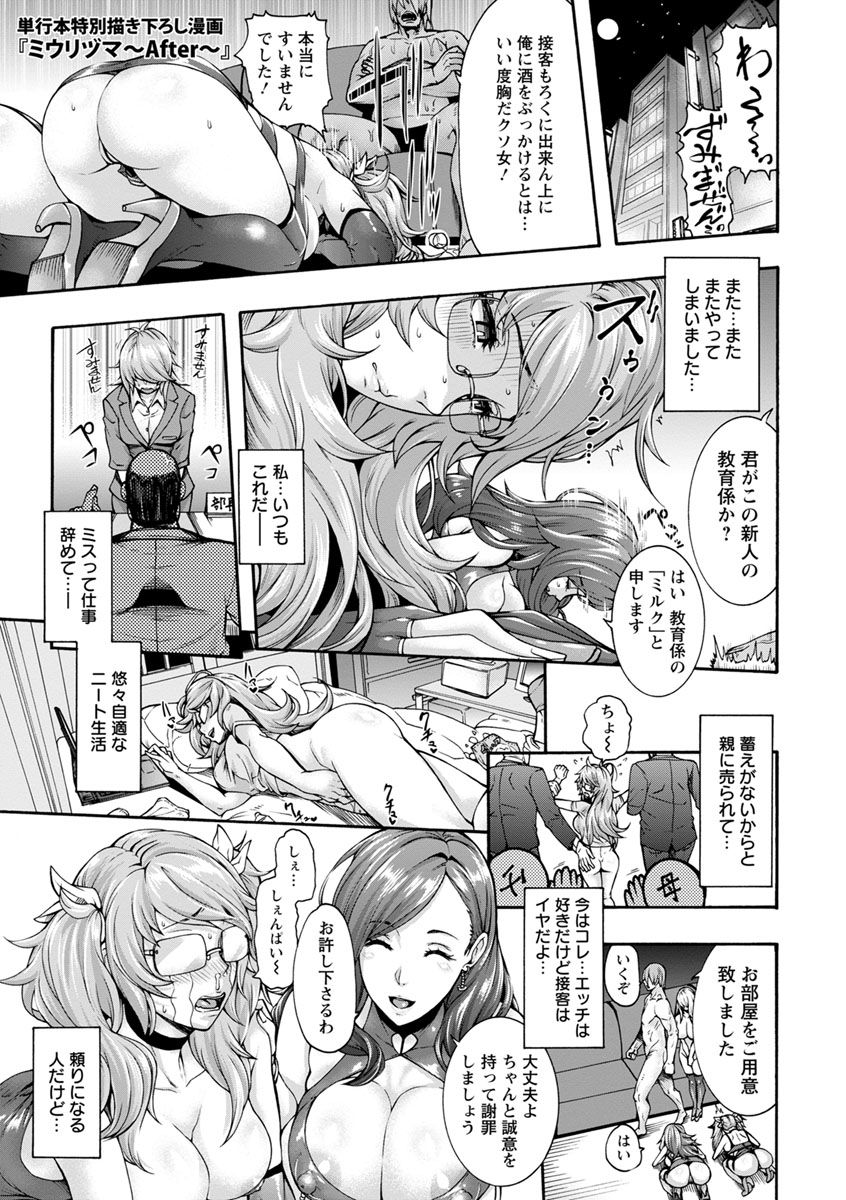 単行本特別描き下ろし漫画
『ミウリヅマ～After～』
わ～～～っ
ずみまぜん…
接客もろくに出来ん上に
俺に酒をぶっかけるとは…
いい度胸だクソ女！
本当に
すいません
でした！
また…また
またやって
しまいました…
スゥ
ゥン…
君がこの新人の
教育係か？
はい 教育係の
「ミルク」と
申します
私…いつも
これだ――
すみません
すみません
ペコ
ペコ
ミスって仕事
辞めて……
悠々自適な
ニート生活
クチュ
クチュ
ちょ～
蓄えがないからと
親に売られて…
母
今はコレ…エッチは
好きだけど接客は
イヤだよ…
お部屋をご用意
致しました
いくぞ
はい
しぇ…
しぇんぱい～
お許し下さるわ
大丈夫よ
ちゃんと誠意を
持って謝罪
しましょう
頼りになる
人だけど…